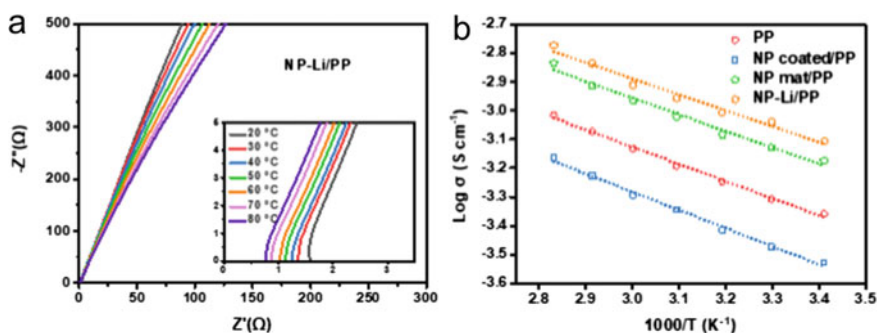 a
500
400
300
200
100
0
-Z"(Ω)
0
50
100
150
200
250
300
Z'(Ω)
NP-Li/PP
6
5
4
3
2
1
0
0
1
2
3
20 °C
30 °C
40 °C
50 °C
60 °C
70 °C
80 °C
b
-2.7
-2.8
-2.9
-3.0
-3.1
-3.2
-3.3
-3.4
-3.5
-3.6
Log σ (S cm⁻¹)
2.8
2.9
3.0
3.1
3.2
3.3
3.4
3.5
1000/T (K⁻¹)
PP
NP coated/PP
NP mat/PP
NP-Li/PP